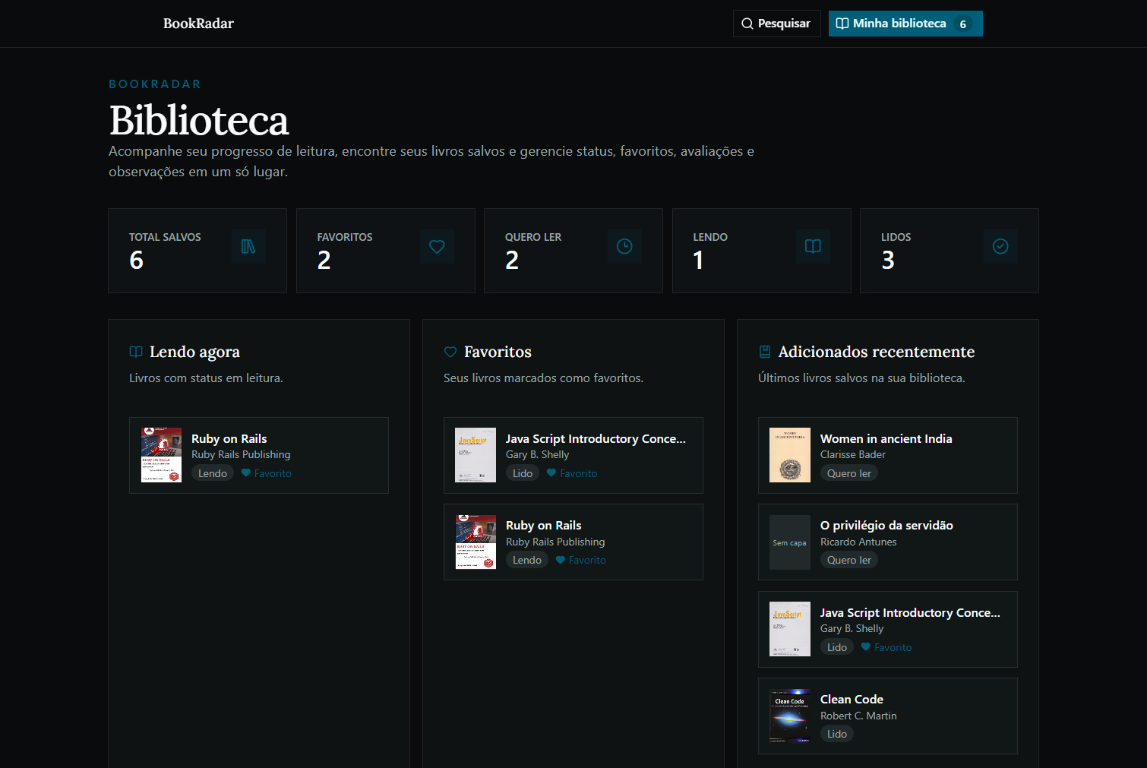 BookRadar
Pesquisar
Minha biblioteca 6
BOOKRADAR
Biblioteca
Acompanhe seu progresso de leitura, encontre seus livros salvos e gerencie status, favoritos, avaliações e
observações em um só lugar.
TOTAL SALVOS
6
FAVORITOS
2
QUERO LER
2
LENDO
1
LIDOS
3
Lendo agora
Livros com status em leitura.
Ruby on Rails
Ruby Rails Publishing
Lendo Favorito
Favoritos
Seus livros marcados como favoritos.
Java Script Introductory Conce...
Gary B. Shelly
Lido Favorito
Ruby on Rails
Ruby Rails Publishing
Lendo Favorito
Adicionados recentemente
Últimos livros salvos na sua biblioteca.
Women in ancient India
Clarisse Bader
Quero ler
Sem capa
O privilégio da servidão
Ricardo Antunes
Quero ler
Java Script Introductory Conce...
Gary B. Shelly
Lido Favorito
Clean Code
Clean Code
Robert C. Martin
Lido